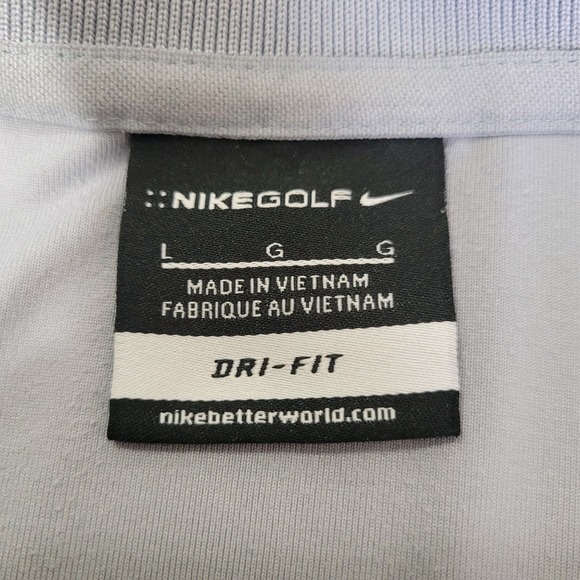 ::NIKEGOLF
L G G
MADE IN VIETNAM
FABRIQUE AU VIETNAM
DRI-FIT
nikebetterworld.com